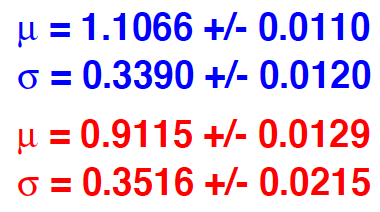 μ = 1.1066 +/- 0.0110
σ = 0.3390 +/- 0.0120
μ = 0.9115 +/- 0.0129
σ = 0.3516 +/- 0.0215